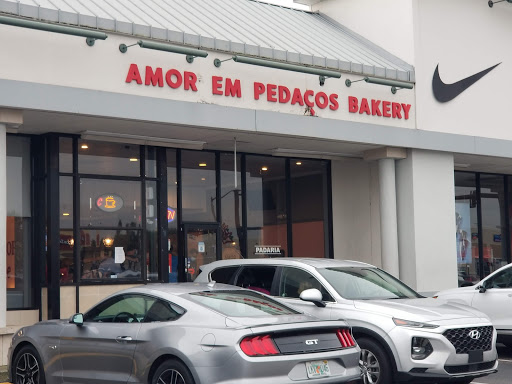 AMOR EM PEDAÇOS BAKERY
PADARIA
GT